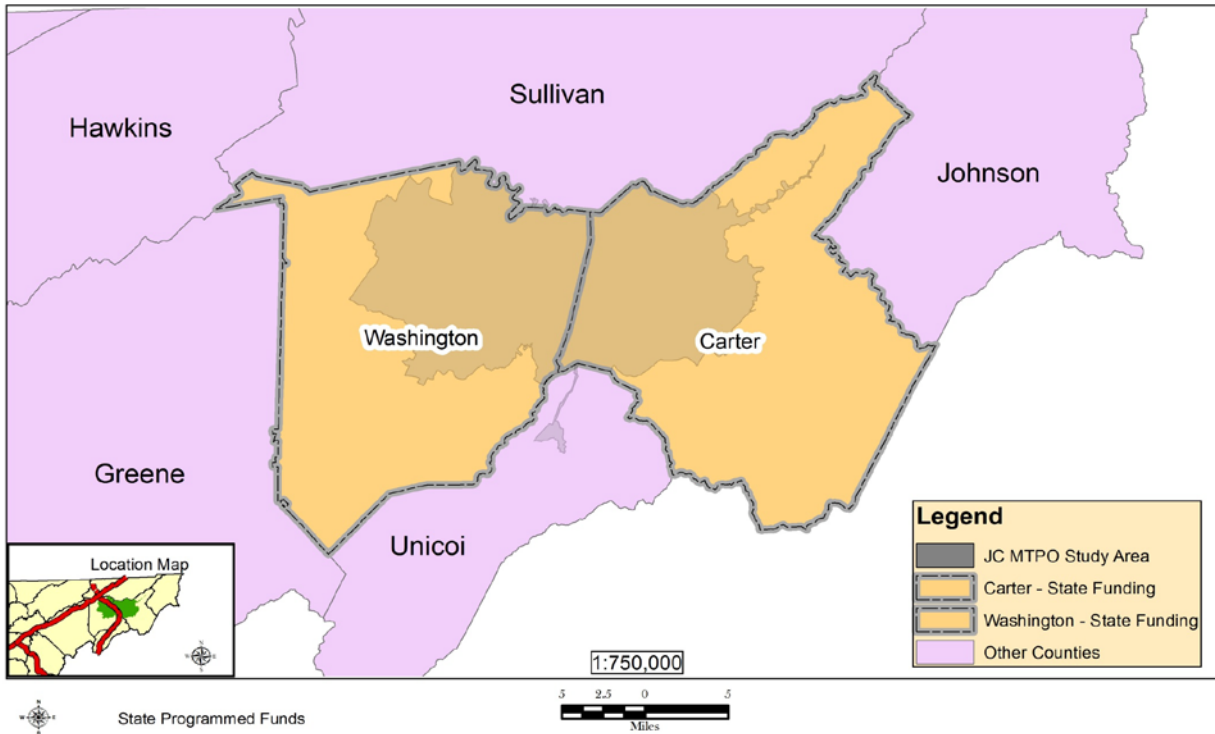 Sullivan
Hawkins
Johnson
Washington
Carter
Greene
Unicoi
Location Map
N
W E
S
Legend
JC MTPO Study Area
Carter - State Funding
Washington - State Funding
Other Counties
1:750,000
N
W E
S
State Programmed Funds
5 2.5 0 5
Miles